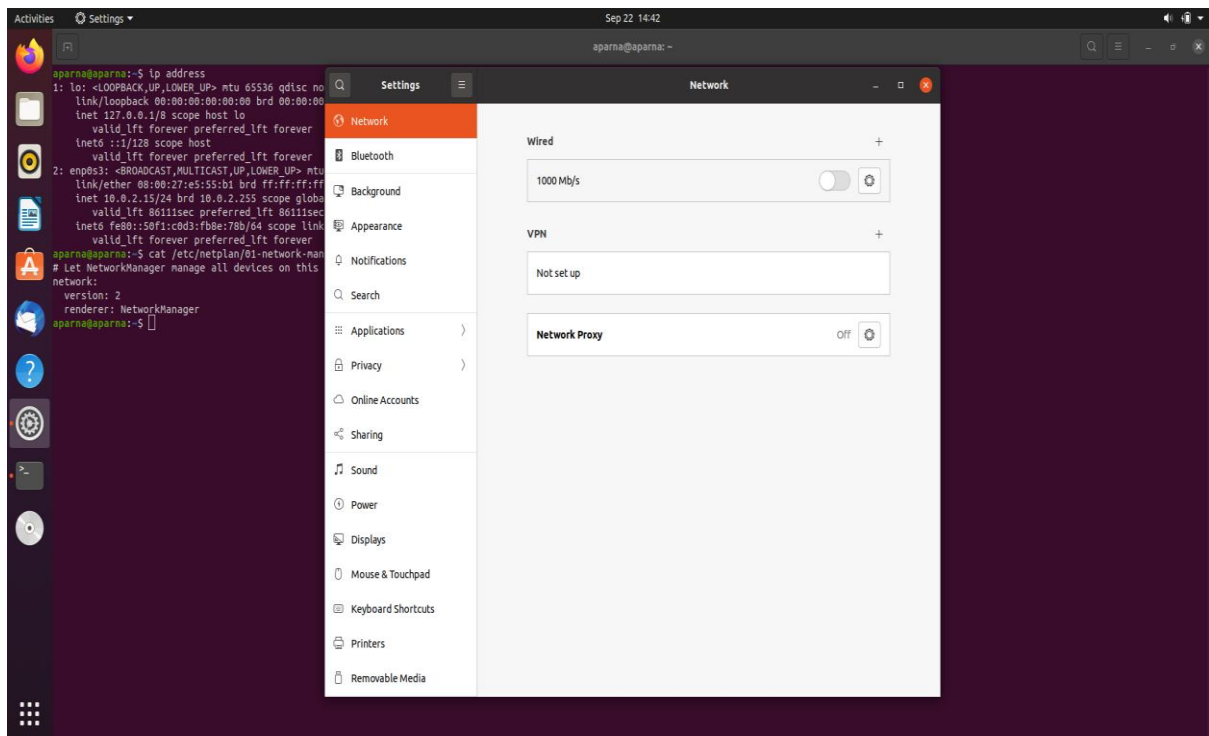 Activities Settings Sep 22 14:42
aparna@aparna: ~
aparna@aparna:~$ ip address
1: lo: <LOOPBACK,UP,LOWER_UP> mtu 65536 qdisc no
link/loopback 00:00:00:00:00:00 brd 00:00:00
inet 127.0.0.1/8 scope host lo
valid_lft forever preferred_lft forever
inet6 ::1/128 scope host
valid_lft forever preferred_lft forever
2: enp0s3: <BROADCAST,MULTICAST,UP,LOWER_UP> mtu
link/ether 08:00:27:e5:55:b1 brd ff:ff:ff:ff
inet 10.0.2.15/24 brd 10.0.2.255 scope globa
valid_lft 86111sec preferred_lft 86111sec
inet6 fe80::50f1:c0d3:fb8e:78b/64 scope link
valid_lft forever preferred_lft forever
aparna@aparna:~$ cat /etc/netplan/01-network-man
# Let NetworkManager manage all devices on this
network:
version: 2
renderer: NetworkManager
aparna@aparna:~$
Settings
Network
Bluetooth
Background
Appearance
Notifications
Search
Applications
Privacy
Online Accounts
Sharing
Sound
Power
Displays
Mouse & Touchpad
Keyboard Shortcuts
Printers
Removable Media
Network
Wired
1000 Mb/s
VPN
Not set up
Network Proxy Off